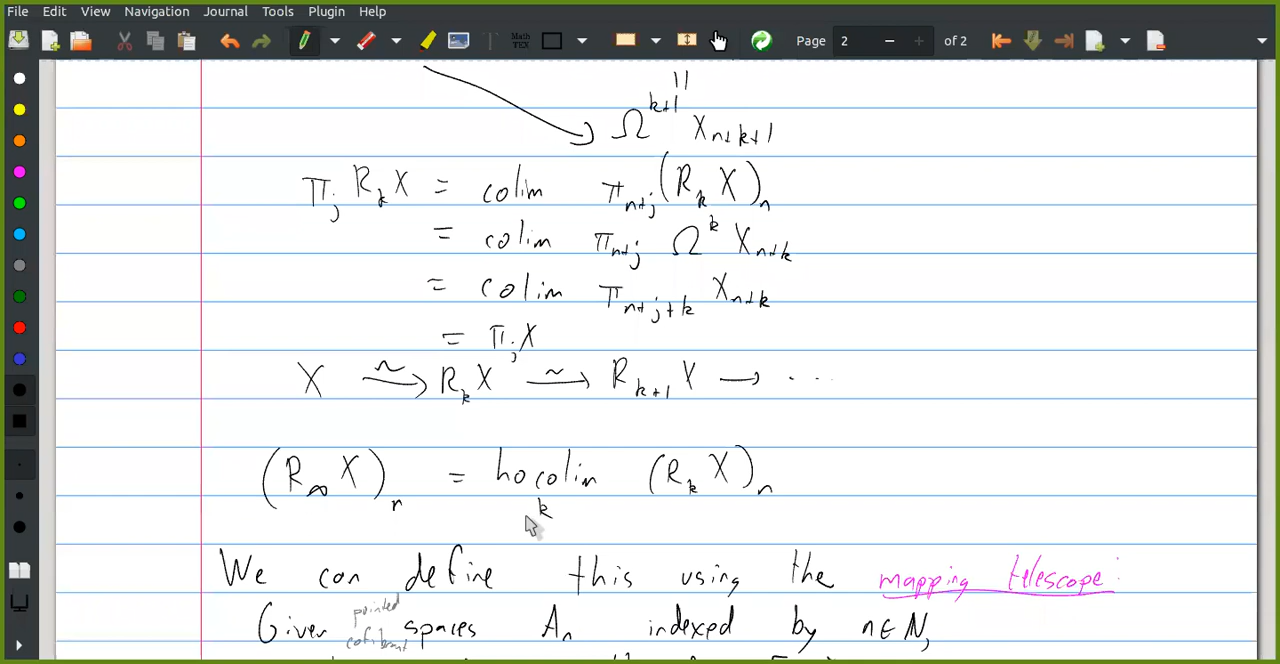 File Edit View Navigation Journal Tools Plugin Help
Math TEX Page 2 of 2
||
Ω^{k+1} X_{n+k+1}
π_j R_k X = colim π_{n+j} (R_k X)_n
= colim π_{n+j} Ω^k X_{n+k}
= colim π_{n+j+k} X_{n+k}
= π_j X
X ~→ R_k X ~→ R_{k+1} X → ...
(R_∞ X)_n = hocolim_k (R_k X)_n
We can define this using the mapping telescope:
pointed
Given spaces A_n indexed by n∈N,
cofibrant